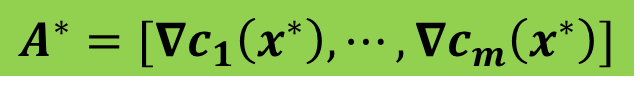 A* = [∇c₁(x*), ⋯ , ∇cₘ(x*)]